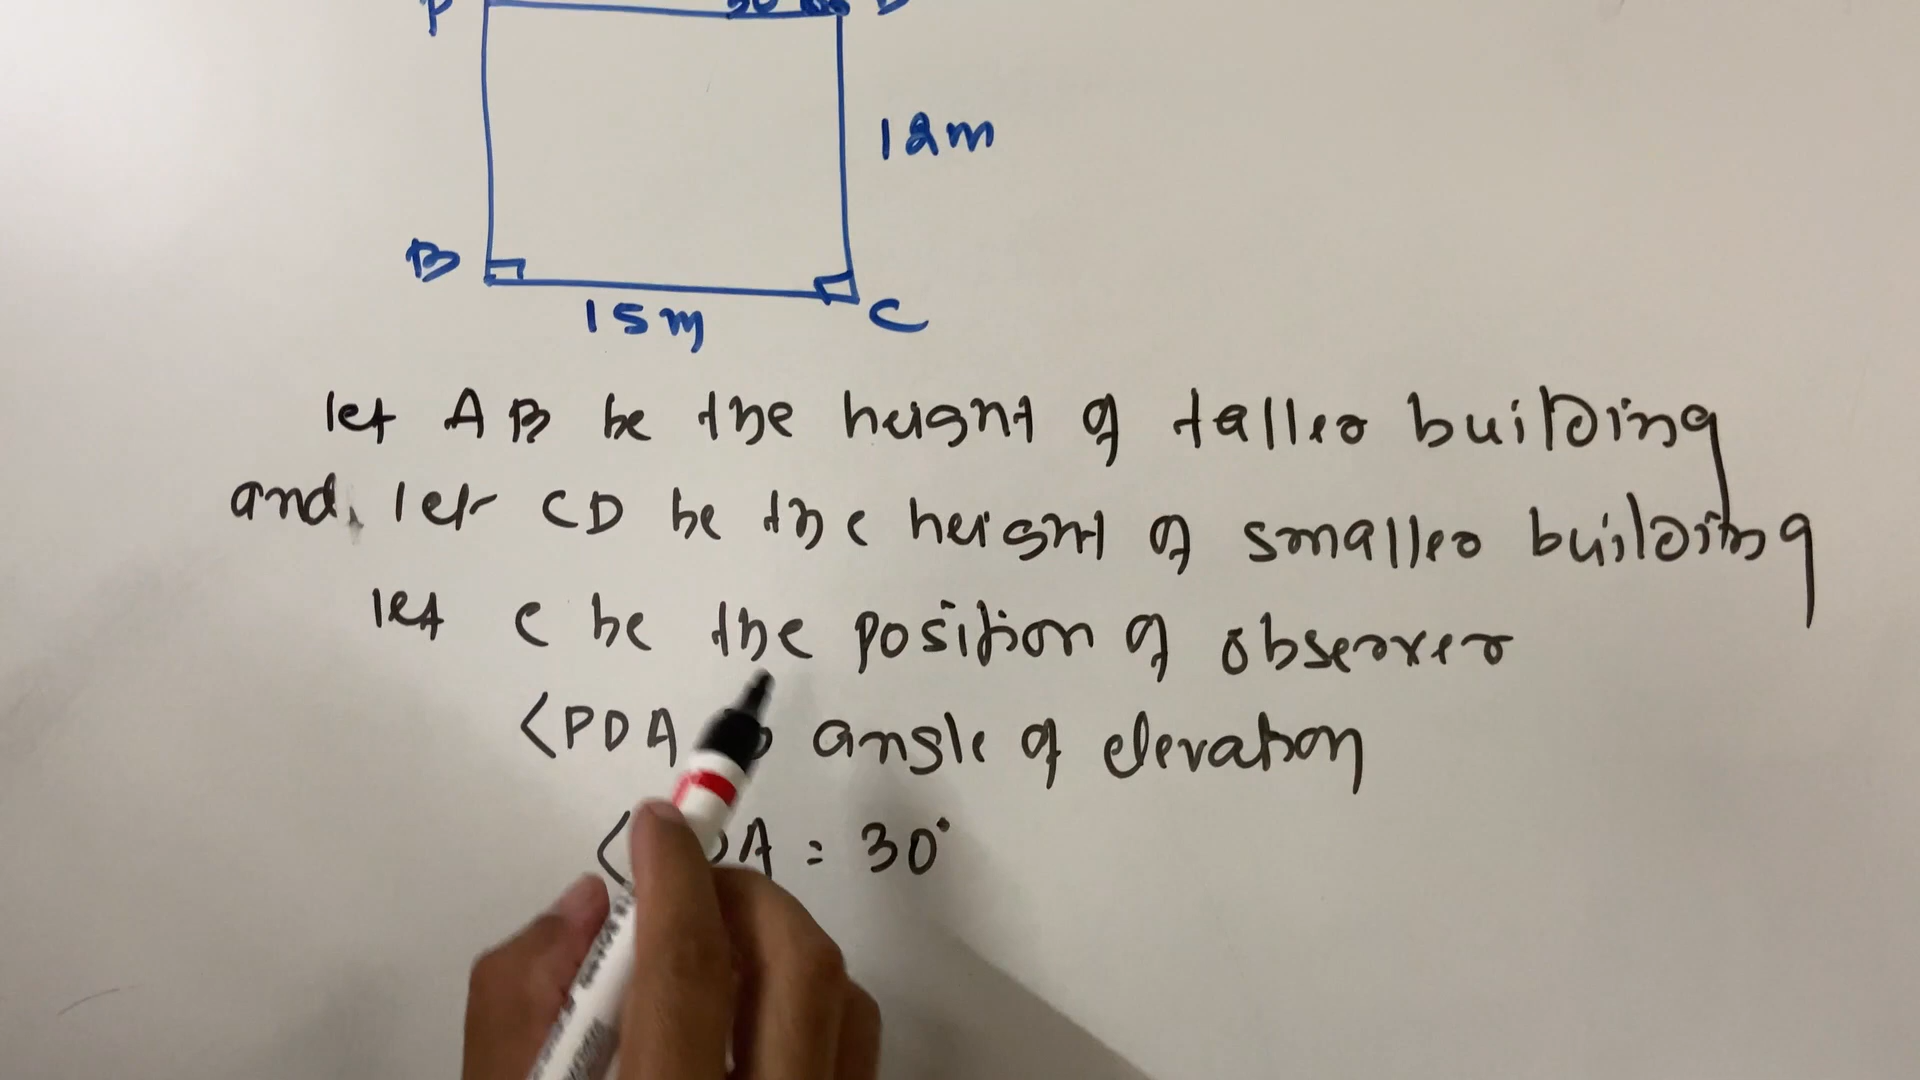 P
12m
B
15m
C
let AB be the height of taller building
and, let CD be the height of smaller building
let C be the position of observer
<PDA angle of elevation
A = 30°